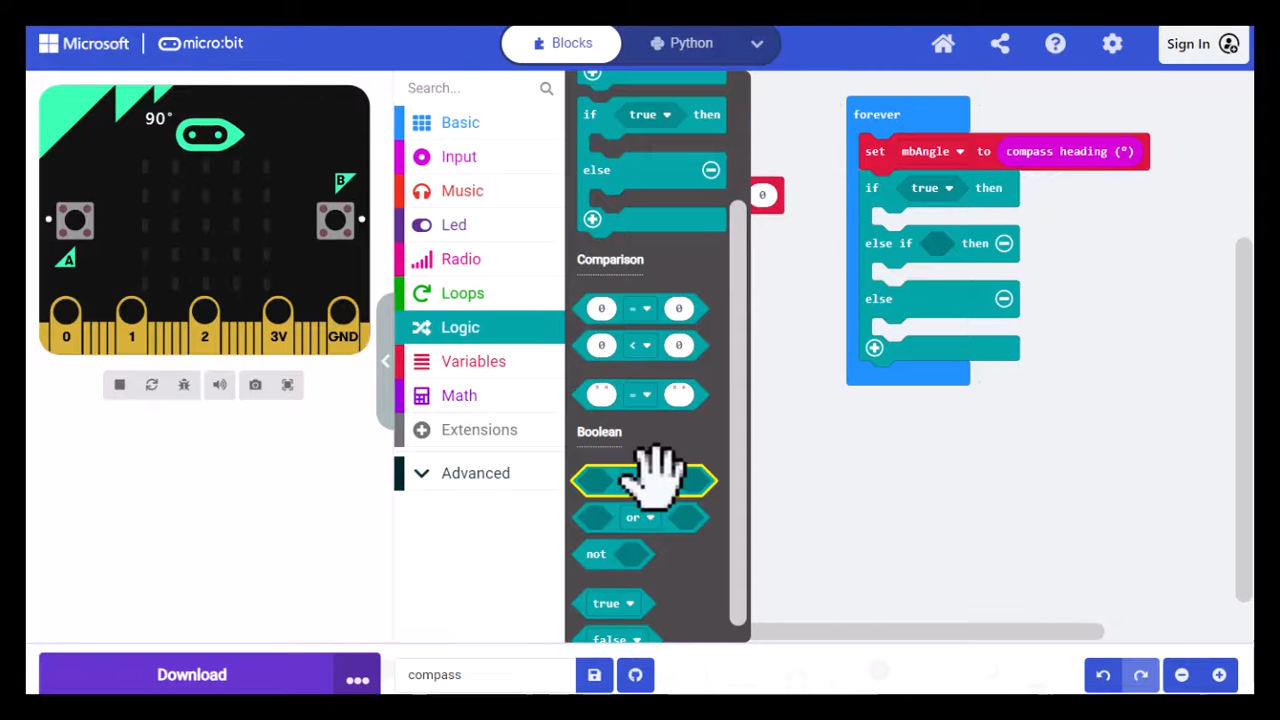 Microsoft
micro:bit
Blocks
Python
Sign In
90°
B
A
0
1
2
3V
GND
Search...
Basic
Input
Music
Led
Radio
Loops
Logic
Variables
Math
Extensions
Advanced
if true then
else
Comparison
0 = 0
0 < 0
" " = " "
Boolean
or
not
true
false
0
forever
set mbAngle to compass heading (°)
if true then
else if then
else
Download
compass